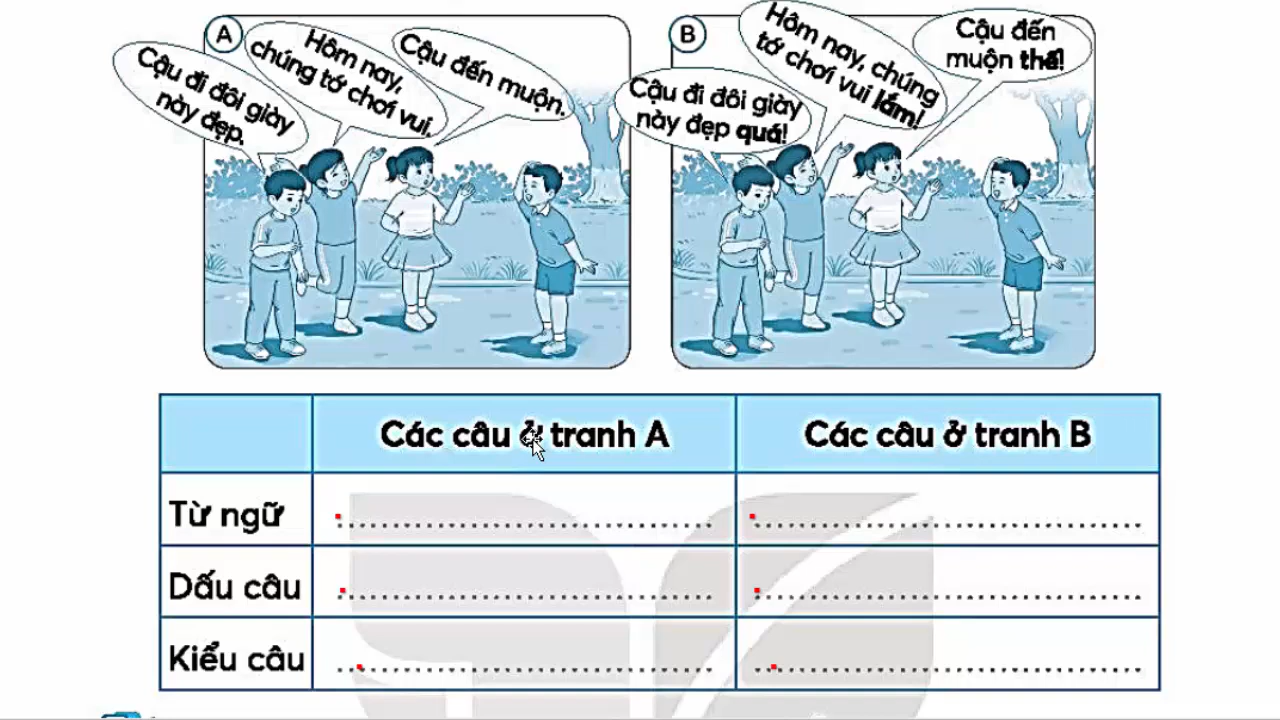 A
Cậu đi đôi giày
này đẹp.
Hôm nay,
chúng tớ chơi vui.
Cậu đến muộn.
B
Cậu đi đôi giày
này đẹp quá!
Hôm nay, chúng
tớ chơi vui lắm!
Cậu đến
muộn thế!
Các câu ở tranh A
Các câu ở tranh B
Từ ngữ
Dấu câu
Kiểu câu